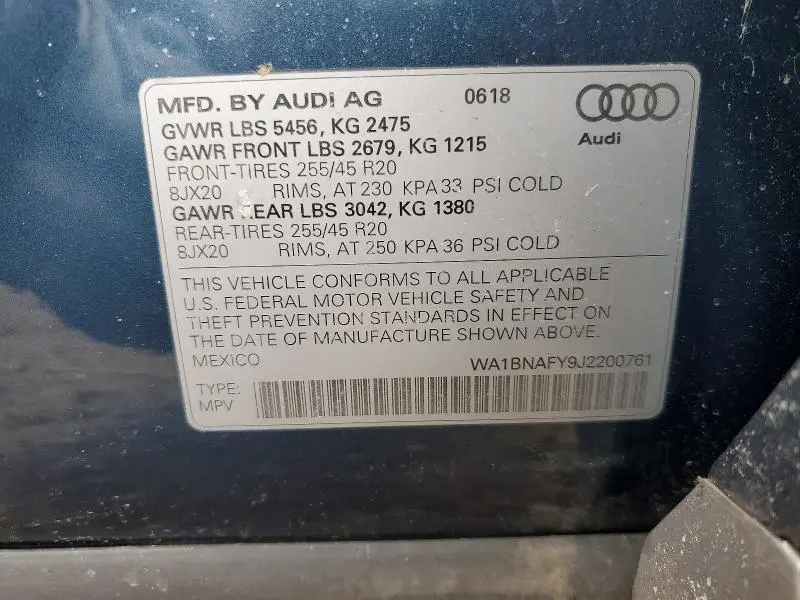 MFD. BY AUDI AG 0618
Audi
GVWR LBS 5456, KG 2475
GAWR FRONT LBS 2679, KG 1215
FRONT-TIRES 255/45 R20
8JX20 RIMS, AT 230 KPA 33 PSI COLD
GAWR REAR LBS 3042, KG 1380
REAR-TIRES 255/45 R20
8JX20 RIMS, AT 250 KPA 36 PSI COLD
THIS VEHICLE CONFORMS TO ALL APPLICABLE
U.S. FEDERAL MOTOR VEHICLE SAFETY AND
THEFT PREVENTION STANDARDS IN EFFECT ON
THE DATE OF MANUFACTURE SHOWN ABOVE.
MEXICO WA1BNAFY9J2200761
TYPE:
MPV